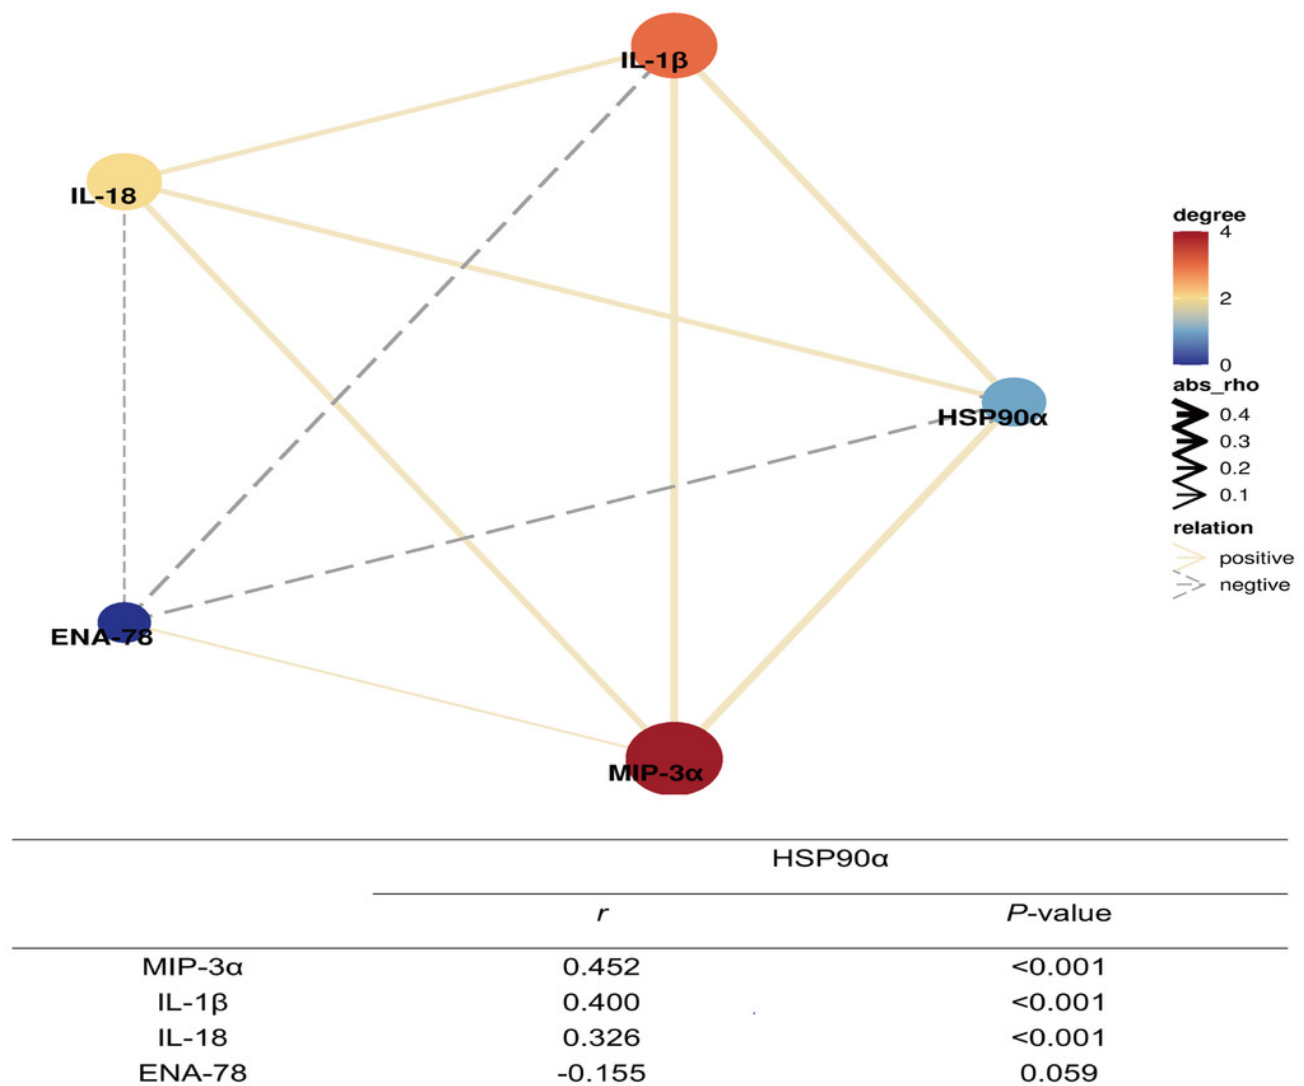 IL-1β
IL-18
degree
4
2
0
HSP90α
abs_rho
0.4
0.3
0.2
0.1
relation
positive
negtive
ENA-78
MIP-3α
HSP90α
r P-value
MIP-3α 0.452 <0.001
IL-1β 0.400 <0.001
IL-18 0.326 <0.001
ENA-78 -0.155 0.059